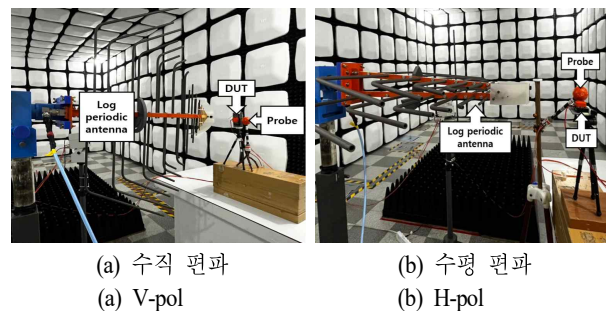 Log
periodic
antenna
DUT
Probe
(a) 수직 편파
(a) V-pol
Probe
Log periodic
antenna
DUT
(b) 수평 편파
(b) H-pol